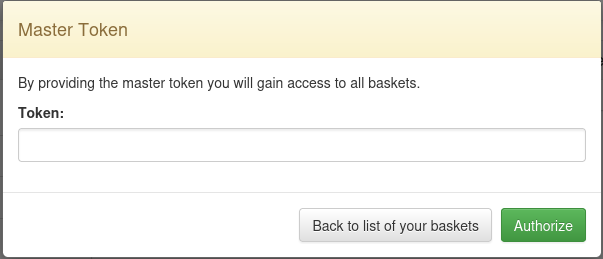 Master Token
By providing the master token you will gain access to all baskets.
Token:
Back to list of your baskets
Authorize